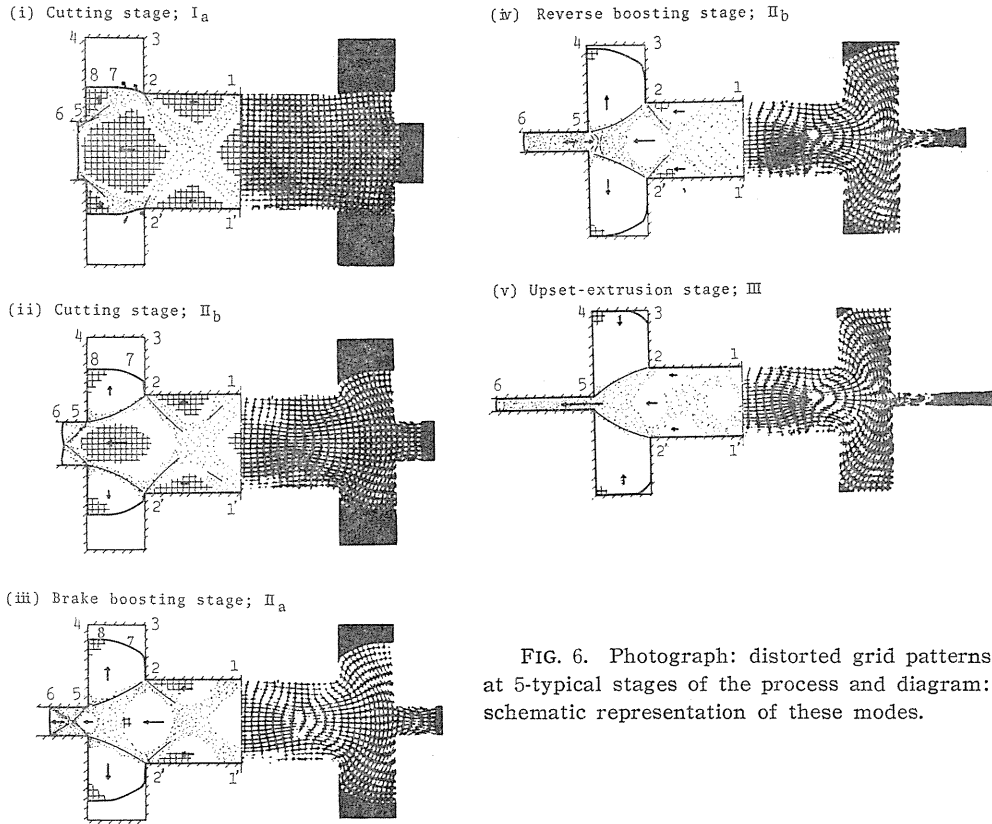 (i) Cutting stage; Ia
4 3
8 7 2 1
6 5
2' 1'
(ii) Cutting stage; IIb
4 3
8 7
2 1
6 5
2' 1'
(iii) Brake boosting stage; IIa
4 3
8 7
2 1
6 5
2' 1'
(iv) Reverse boosting stage; IIb
4 3
2 1
6 5
2' 1'
(v) Upset-extrusion stage; III
4 3
2 1
6 5
2' 1'
FIG. 6. Photograph: distorted grid patterns
at 5-typical stages of the process and diagram:
schematic representation of these modes.